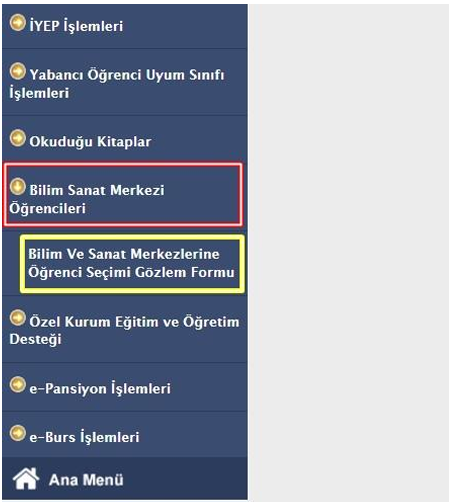 İYEP İşlemleri
Yabancı Öğrenci Uyum Sınıfı
İşlemleri
Okuduğu Kitaplar
Bilim Sanat Merkezi
Öğrencileri
Bilim Ve Sanat Merkezlerine
Öğrenci Seçimi Gözlem Formu
Özel Kurum Eğitim ve Öğretim
Desteği
e-Pansiyon İşlemleri
e-Burs İşlemleri
Ana Menü